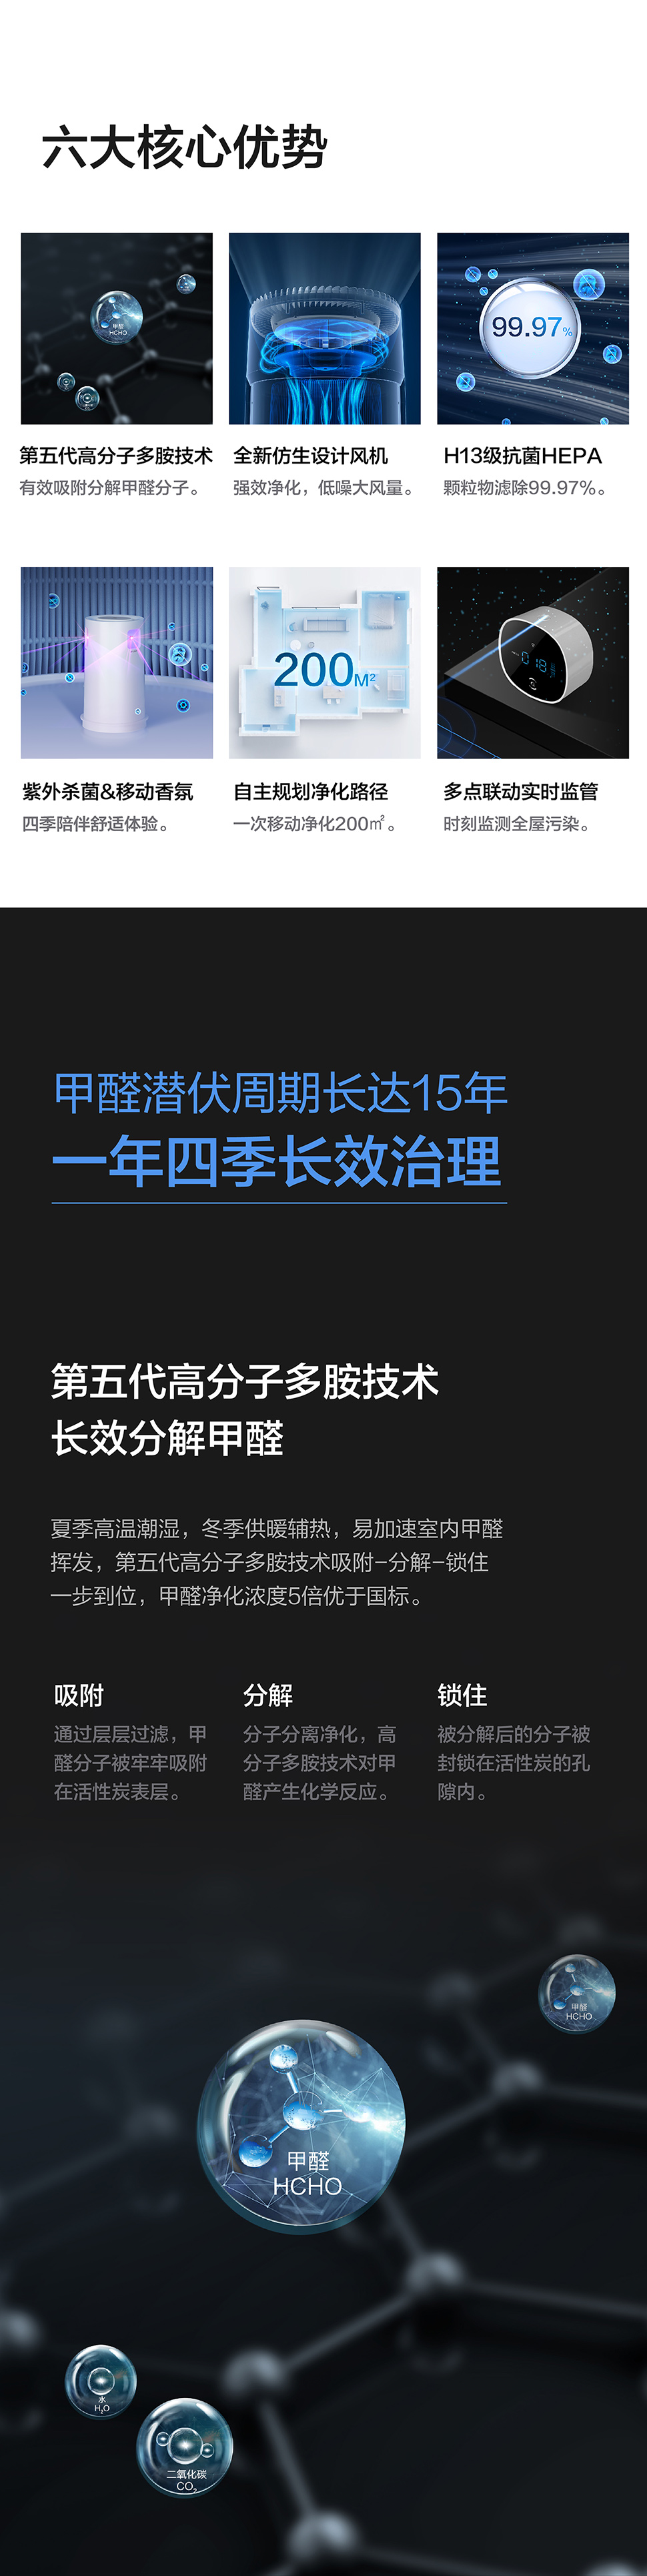 六大核心优势
甲醛
HCHO
99.97%
第五代高分子多胺技术
有效吸附分解甲醛分子。
全新仿生设计风机
强效净化，低噪大风量。
H13级抗菌HEPA
颗粒物滤除99.97%。
200M²
018
紫外杀菌&移动香氛
四季陪伴舒适体验。
自主规划净化路径
一次移动净化200㎡。
多点联动实时监管
时刻监测全屋污染。
甲醛潜伏周期长达15年
一年四季长效治理
第五代高分子多胺技术
长效分解甲醛
夏季高温潮湿，冬季供暖辅热，易加速室内甲醛
挥发，第五代高分子多胺技术吸附-分解-锁住
一步到位，甲醛净化浓度5倍优于国标。
吸附
通过层层过滤，甲
醛分子被牢牢吸附
在活性炭表层。
分解
分子分离净化，高
分子多胺技术对甲
醛产生化学反应。
锁住
被分解后的分子被
封锁在活性炭的孔
隙内。
甲醛
HCHO
甲醛
HCHO
水
H₂O
二氧化碳
CO₂